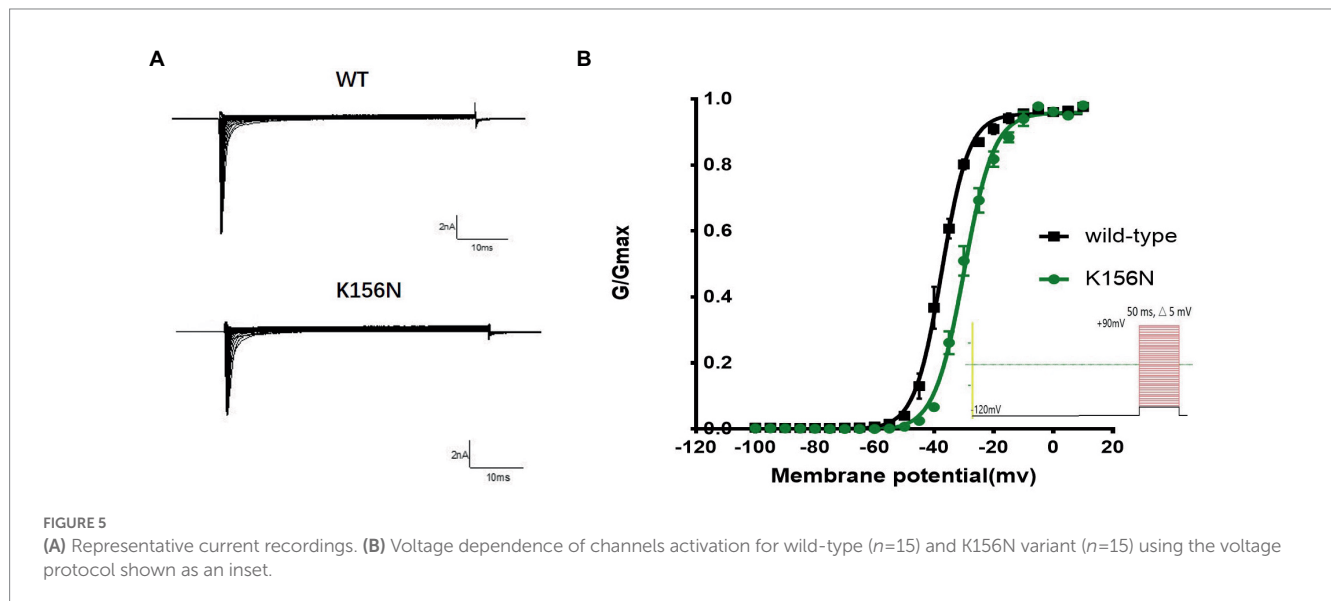 A
WT
2nA
10ms
K156N
2nA
10ms
B
1.0
0.8
0.6
0.4
0.2
0.0
G/Gmax
-120 -100 -80 -60 -40 -20 0 20
Membrane potential(mv)
wild-type
K156N
50 ms, △ 5 mV
+90mV
-120mV
FIGURE 5
(A) Representative current recordings. (B) Voltage dependence of channels activation for wild-type (n=15) and K156N variant (n=15) using the voltage
protocol shown as an inset.